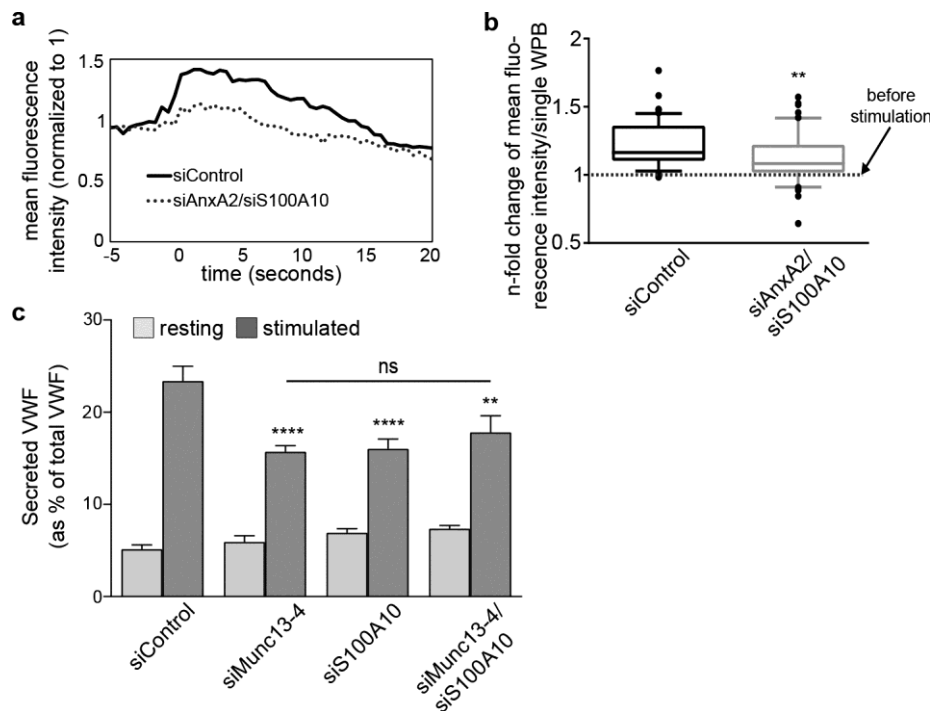 a
mean fluorescence
intensity (normalized to 1)
1.5
1
0.5
0
siControl
siAnxA2/siS100A10
-5
0
5
10
15
20
time (seconds)
b
n-fold change of mean fluo-
rescence intensity/single WPB
2
1.5
1
0.5
**
before
stimulation
siControl
siAnxA2/
siS100A10
c
Secreted VWF
(as % of total VWF)
30
20
10
0
resting
stimulated
ns
****
****
**
siControl
siMunc13-4
siS100A10
siMunc13-4/
siS100A10